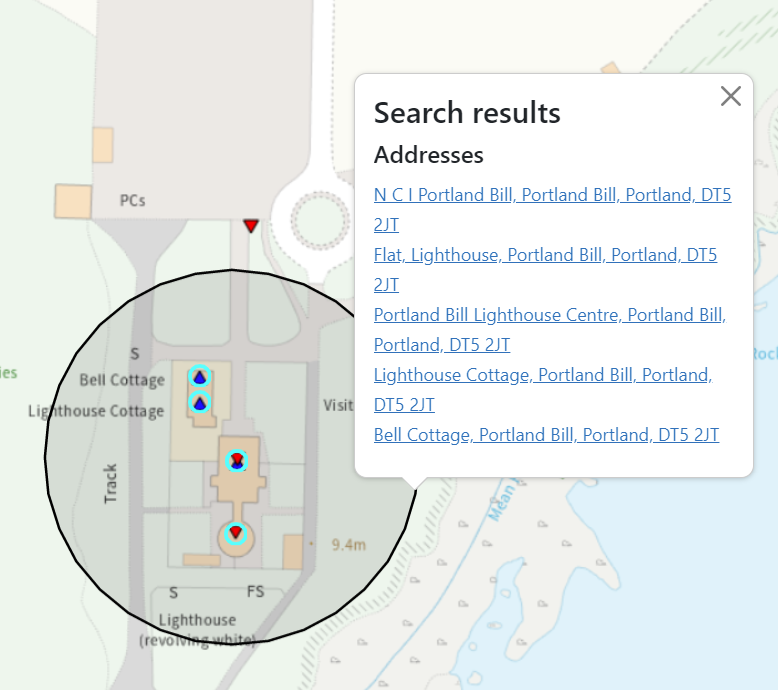 Search results
Addresses
N C I Portland Bill, Portland Bill, Portland, DT5
2JT
Flat, Lighthouse, Portland Bill, Portland, DT5
2JT
Portland Bill Lighthouse Centre, Portland Bill,
Portland, DT5 2JT
Lighthouse Cottage, Portland Bill, Portland,
DT5 2JT
Bell Cottage, Portland Bill, Portland, DT5 2JT
PCs
S
Bell Cottage
ies
Lighthouse Cottage
Visit
Rock
Track
Mean
9.4m
S
FS
Lighthouse
(revolving white)